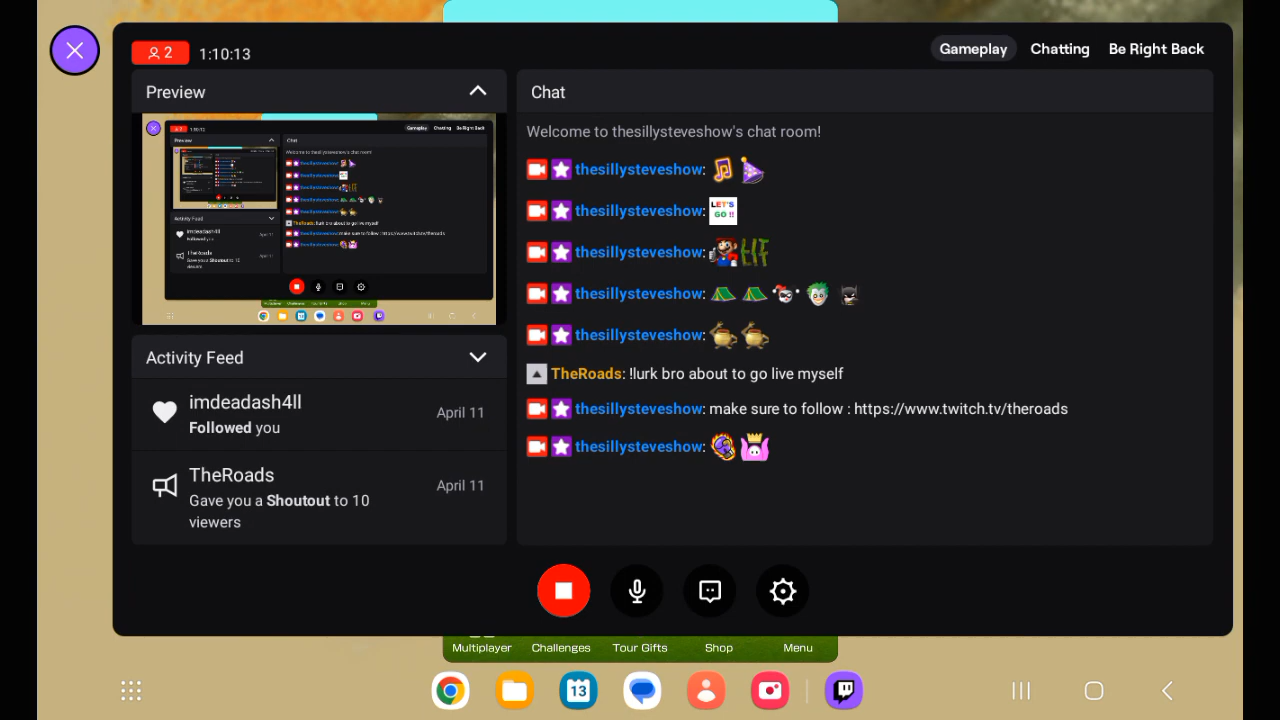 2
1:10:13
Gameplay
Chatting
Be Right Back
Preview
Chat
Welcome to thesillysteveshow's chat room!
thesillysteveshow:
thesillysteveshow: LET'S GO !!
thesillysteveshow:
thesillysteveshow:
thesillysteveshow:
TheRoads: !lurk bro about to go live myself
thesillysteveshow: make sure to follow : https://www.twitch.tv/theroads
thesillysteveshow:
Activity Feed
imdeadash4ll
Followed you
April 11
TheRoads
Gave you a Shoutout to 10
viewers
April 11
Multiplayer
Challenges
Tour Gifts
Shop
Menu
13